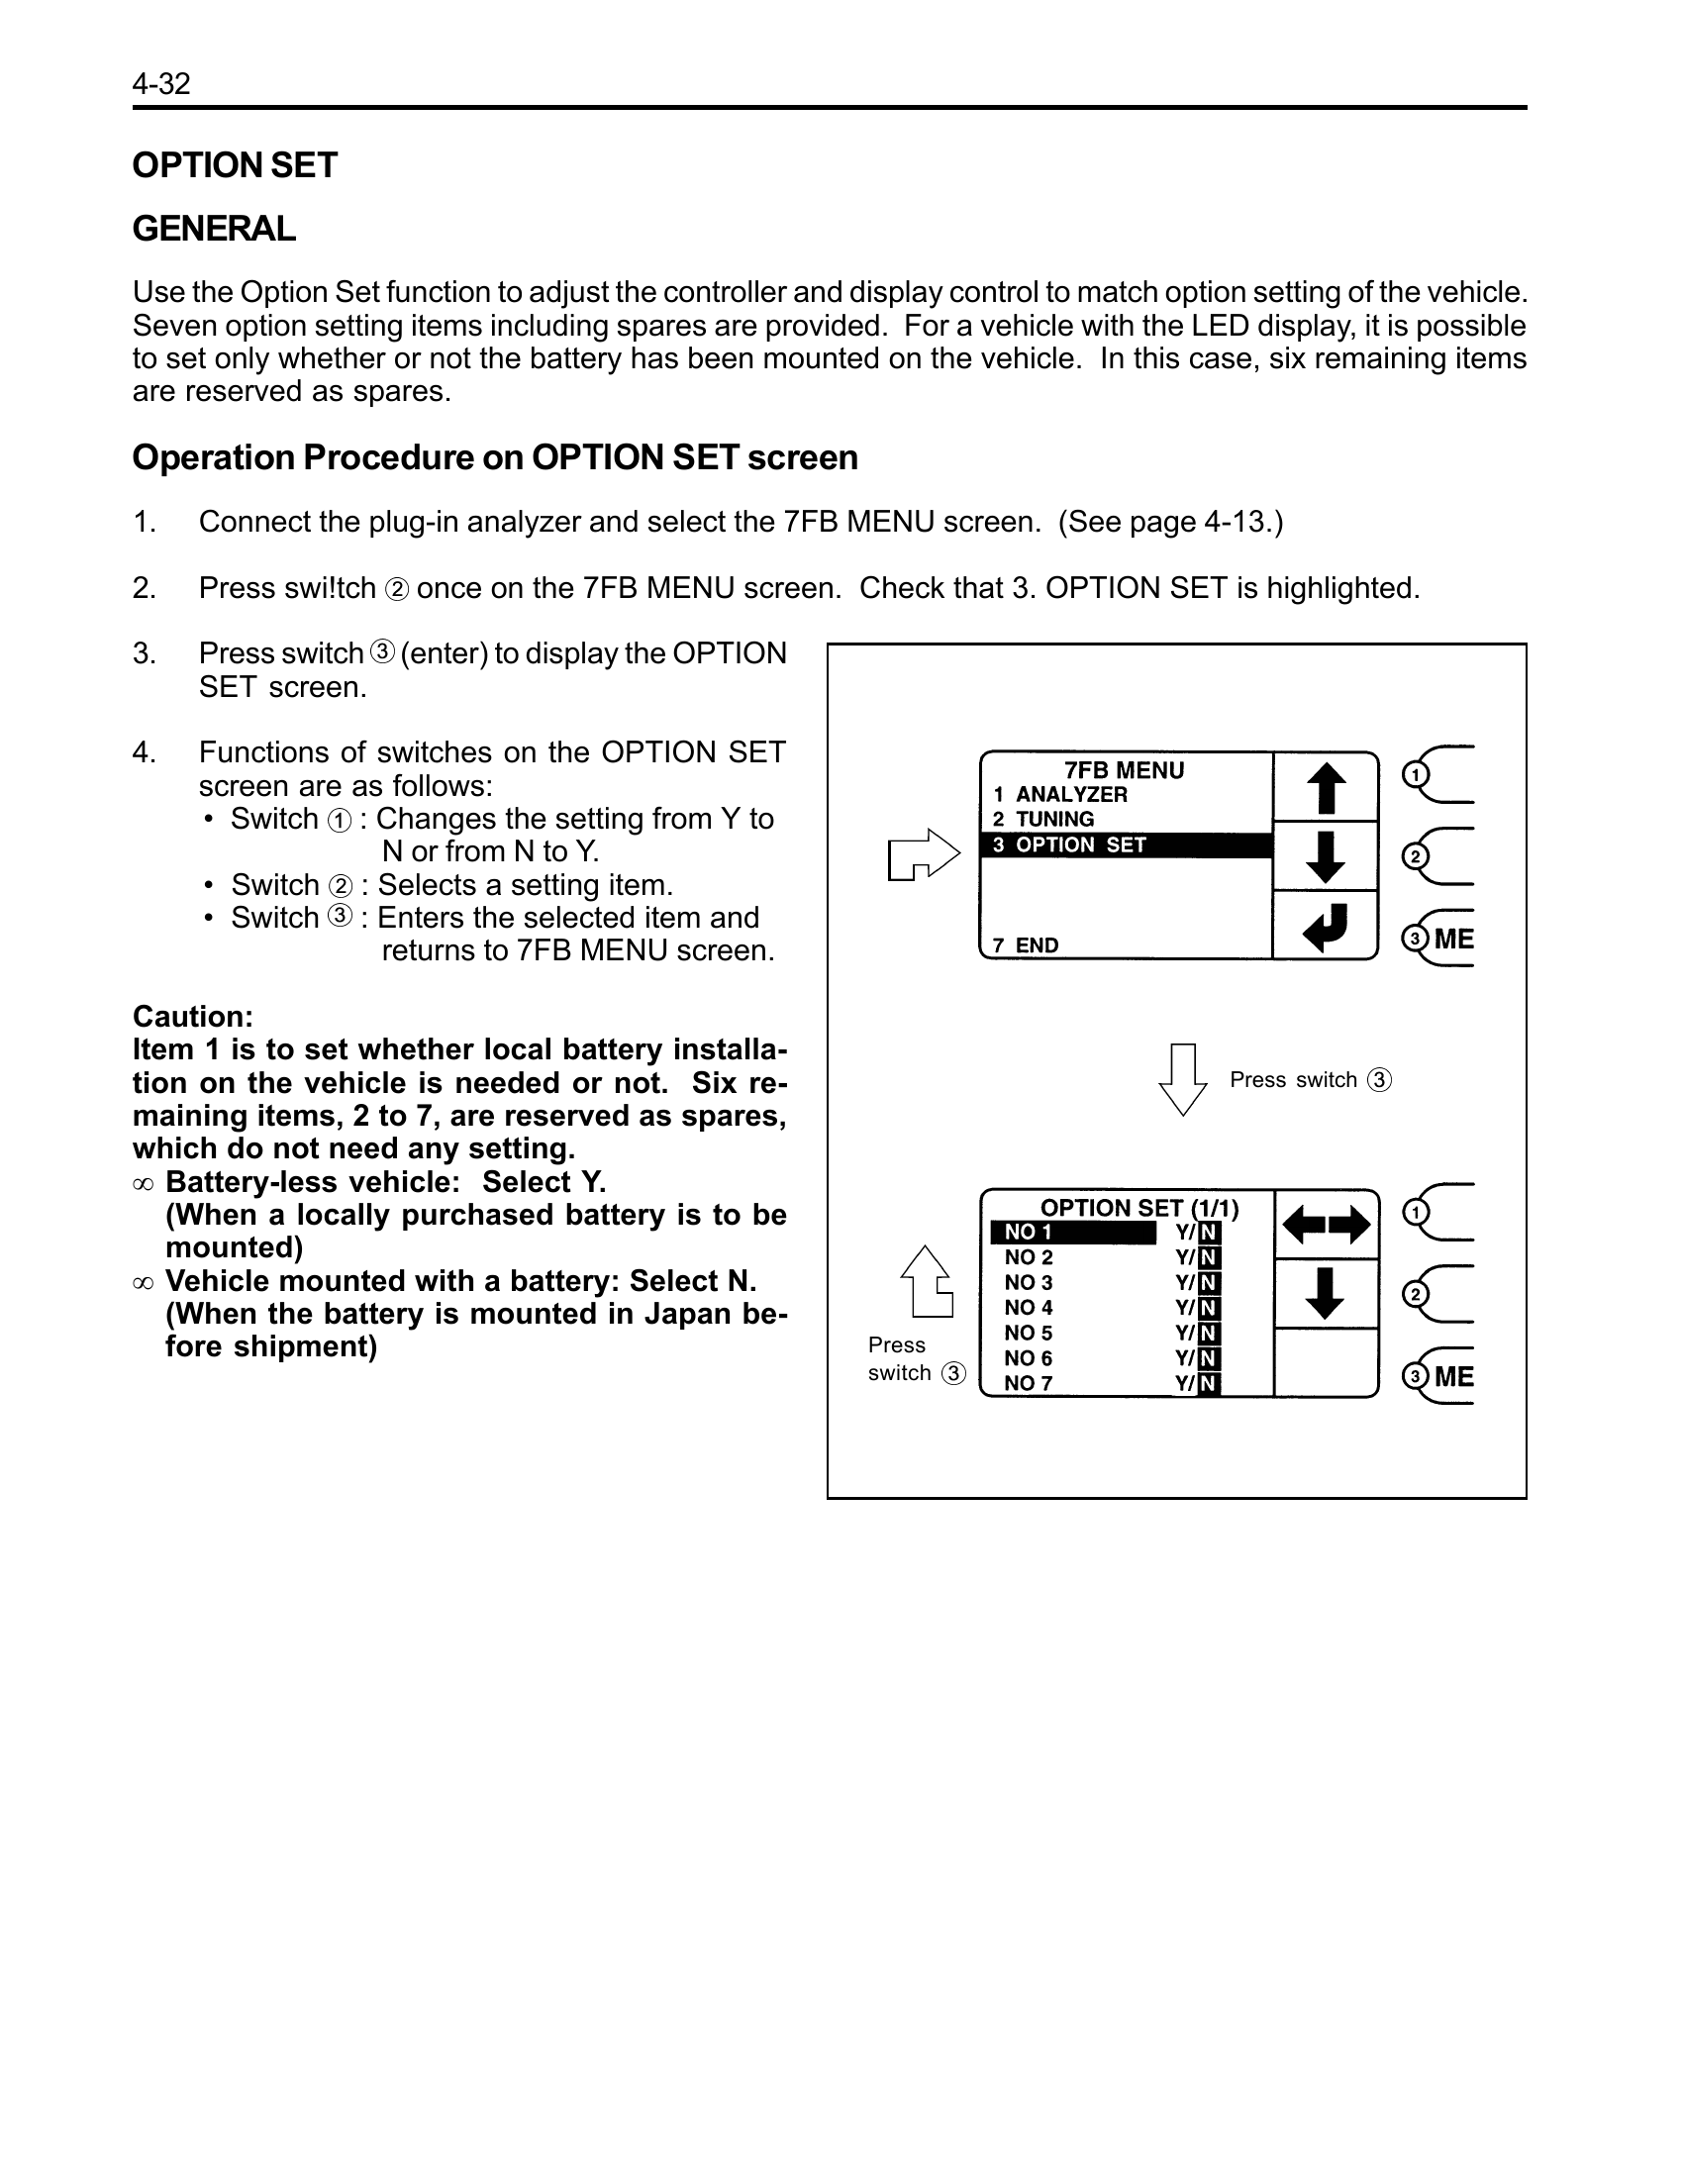 4-32
OPTION SET
GENERAL
Use the Option Set function to adjust the controller and display control to match option setting of the vehicle.
Seven option setting items including spares are provided.  For a vehicle with the LED display, it is possible
to set only whether or not the battery has been mounted on the vehicle.  In this case, six remaining items
are reserved as spares.
Operation Procedure on OPTION SET screen
1. Connect the plug-in analyzer and select the 7FB MENU screen.  (See page 4-13.)
2. Press swi!tch ② once on the 7FB MENU screen.  Check that 3. OPTION SET is highlighted.
3. Press switch ③ (enter) to display the OPTION
SET screen.
4. Functions of switches on the OPTION SET
screen are as follows:
• Switch ① : Changes the setting from Y to
N or from N to Y.
• Switch ② : Selects a setting item.
• Switch ③ : Enters the selected item and
returns to 7FB MENU screen.
Caution:
Item 1 is to set whether local battery installa-
tion on the vehicle is needed or not.  Six re-
maining items, 2 to 7, are reserved as spares,
which do not need any setting.
∞ Battery-less vehicle:  Select Y.
(When a locally purchased battery is to be
mounted)
∞ Vehicle mounted with a battery: Select N.
(When the battery is mounted in Japan be-
fore shipment)
7FB MENU
1 ANALYZER
2 TUNING
3 OPTION SET
7 END
①
②
③ ME
Press switch ③
OPTION SET (1/1)
NO 1 Y/N
NO 2 Y/N
NO 3 Y/N
NO 4 Y/N
NO 5 Y/N
NO 6 Y/N
NO 7 Y/N
①
②
③ ME
Press
switch ③